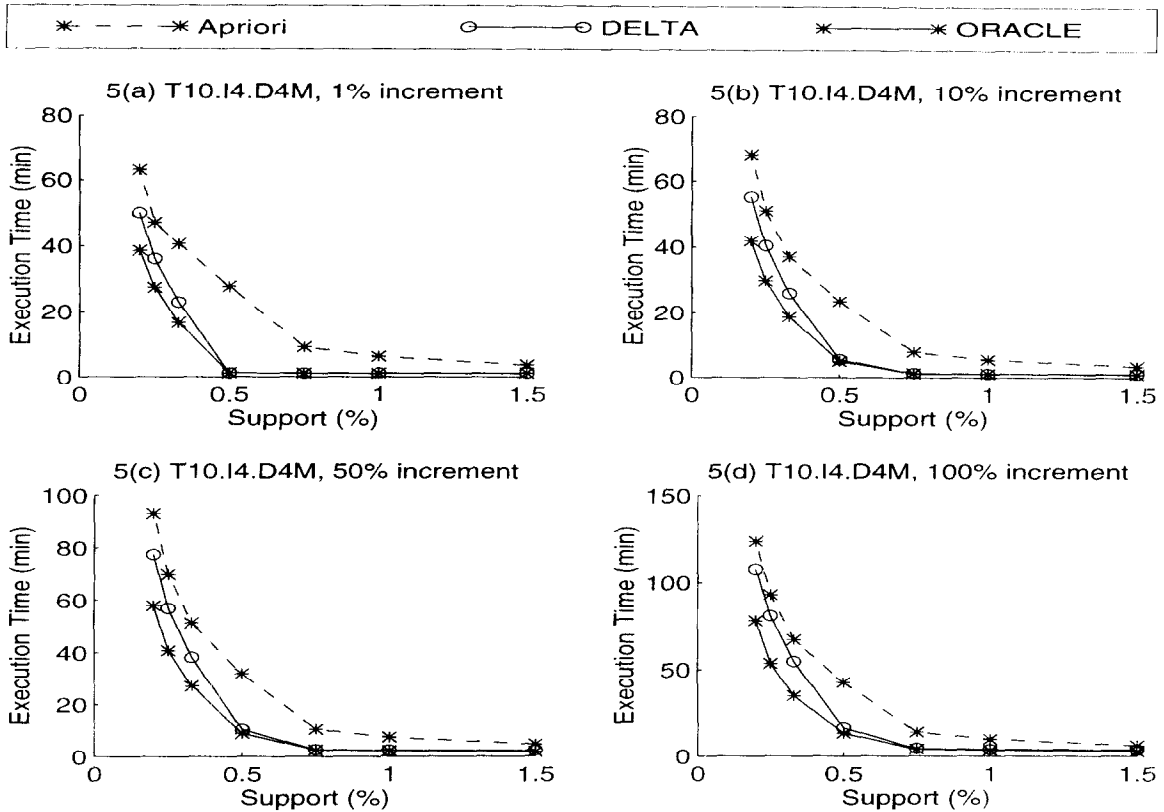 Apriori DELTA ORACLE
5(a) T10.I4.D4M, 1% increment
80
60
40
20
0
Execution Time (min)
0 0.5 1 1.5
Support (%)
5(b) T10.I4.D4M, 10% increment
80
60
40
20
0
Execution Time (min)
0 0.5 1 1.5
Support (%)
5(c) T10.I4.D4M, 50% increment
100
80
60
40
20
0
Execution Time (min)
0 0.5 1 1.5
Support (%)
5(d) T10.I4.D4M, 100% increment
150
100
50
0
Execution Time (min)
0 0.5 1 1.5
Support (%)